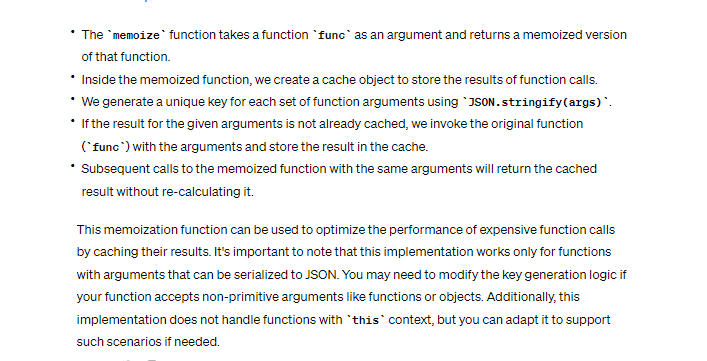 • The `memoize` function takes a function `func` as an argument and returns a memoized version
of that function.
• Inside the memoized function, we create a cache object to store the results of function calls.
• We generate a unique key for each set of function arguments using `JSON.stringify(args)`.
• If the result for the given arguments is not already cached, we invoke the original function
(`func`) with the arguments and store the result in the cache.
• Subsequent calls to the memoized function with the same arguments will return the cached
result without re-calculating it.
This memoization function can be used to optimize the performance of expensive function calls
by caching their results. It's important to note that this implementation works only for functions
with arguments that can be serialized to JSON. You may need to modify the key generation logic if
your function accepts non-primitive arguments like functions or objects. Additionally, this
implementation does not handle functions with `this` context, but you can adapt it to support
such scenarios if needed.